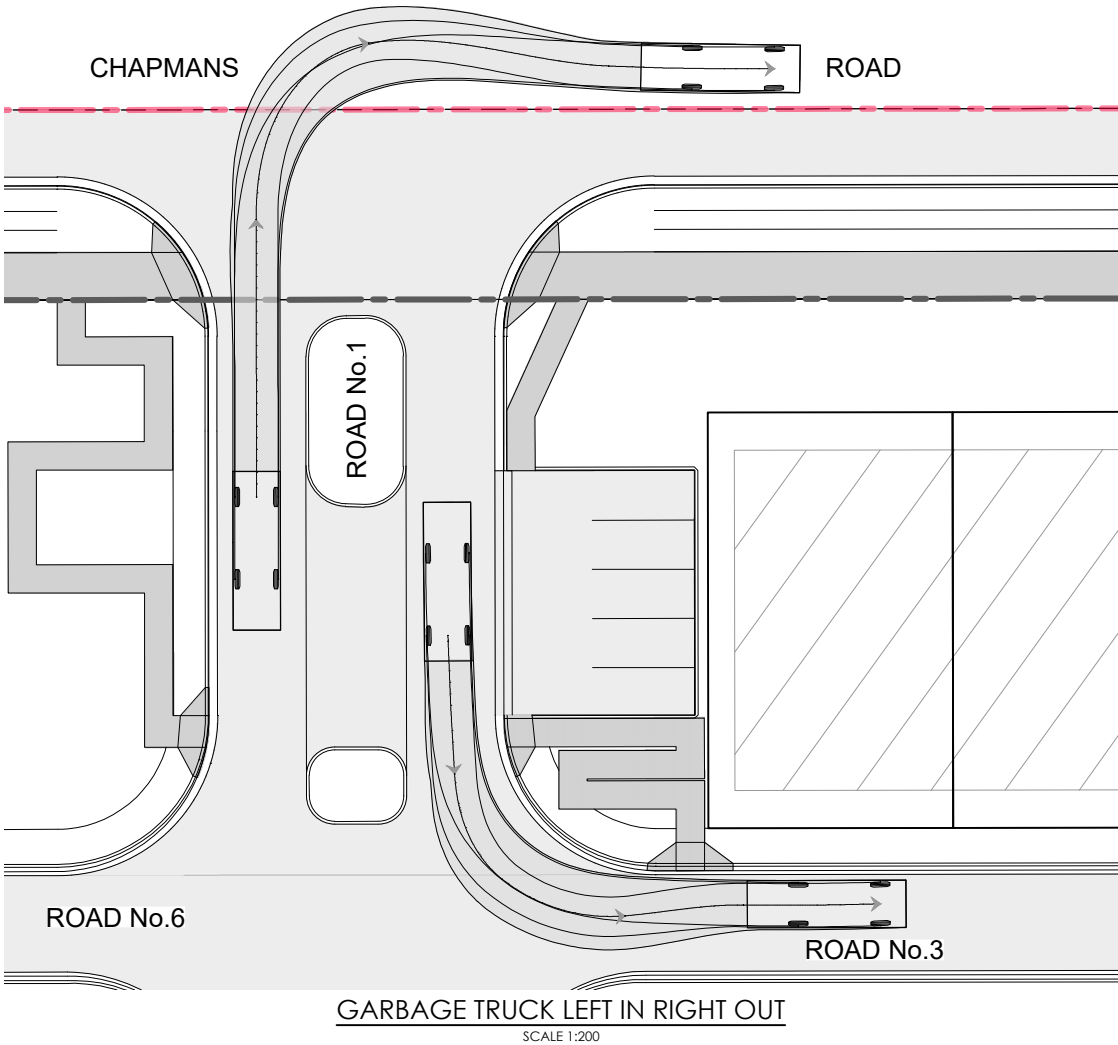 CHAPMANS ROAD
ROAD No.1
ROAD No.6
ROAD No.3
GARBAGE TRUCK LEFT IN RIGHT OUT
SCALE 1:200